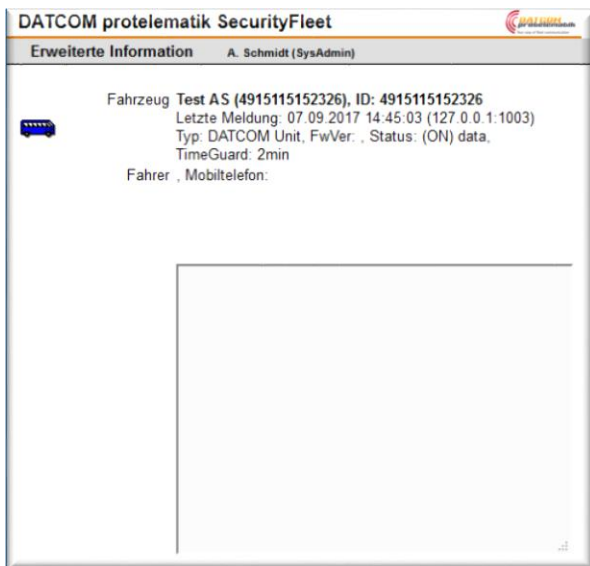 DATCOM protelematik SecurityFleet
Erweiterte Information A. Schmidt (SysAdmin)
Fahrzeug Test AS (4915115152326), ID: 4915115152326
Letzte Meldung: 07.09.2017 14:45:03 (127.0.0.1:1003)
Typ: DATCOM Unit, FwVer: , Status: (ON) data,
TimeGuard: 2min
Fahrer , Mobiltelefon: